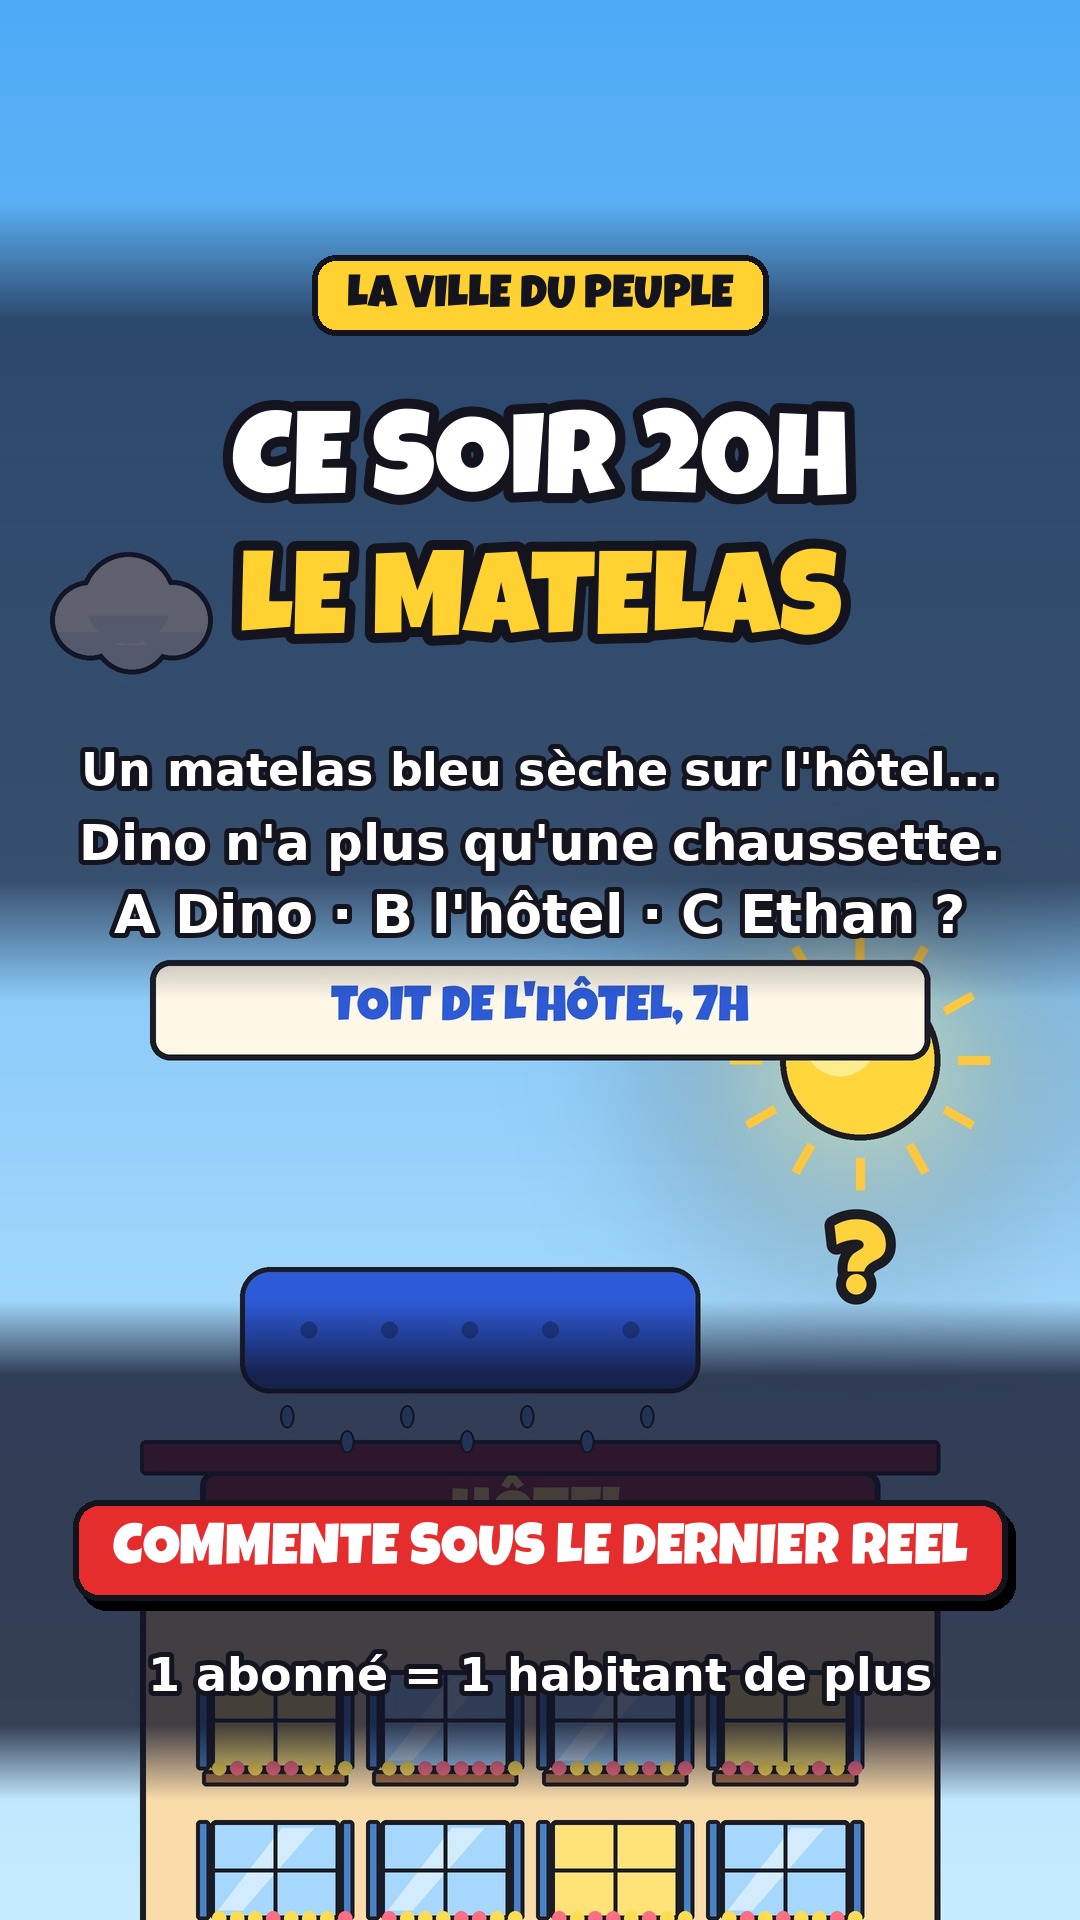 LA VILLE DU PEUPLE
CE SOIR 20H
LE MATELAS
Un matelas bleu sèche sur l'hôtel...
Dino n'a plus qu'une chaussette.
A Dino · B l'hôtel · C Ethan ?
TOIT DE L'HÔTEL, 7H
?
HÔTEL
COMMENTE SOUS LE DERNIER REEL
1 abonné = 1 habitant de plus